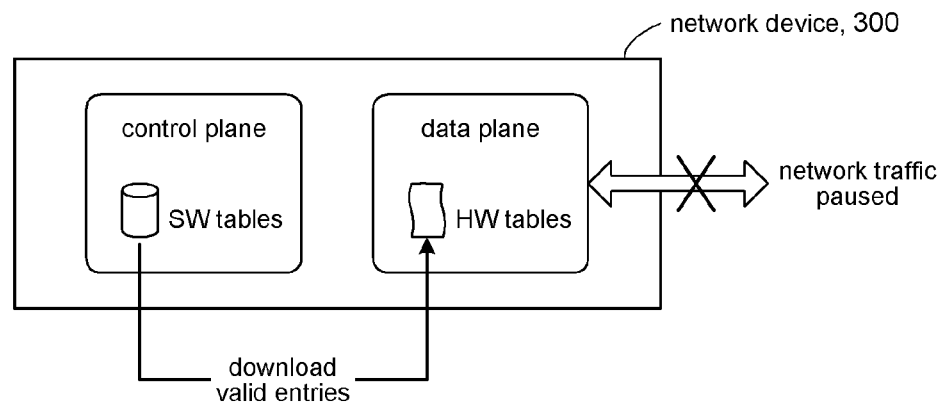 network device, 300
control plane
data plane
SW tables
HW tables
network traffic
paused
download
valid entries